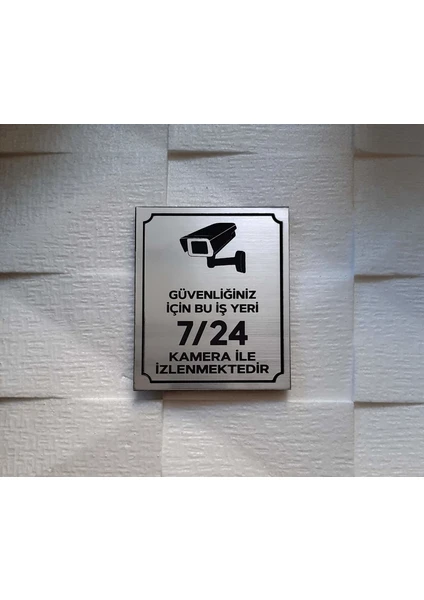 GÜVENLİĞİNİZ
İÇİN BU İŞ YERİ
7/24
KAMERA İLE
İZLENMEKTEDİR